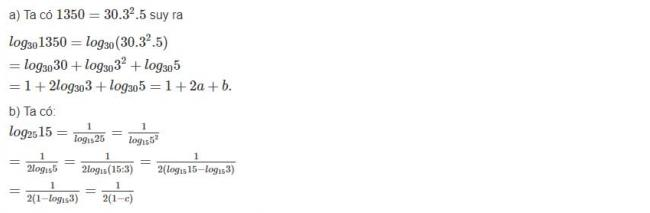 a) Ta có 1350 = 30.3².5 suy ra
log₃₀1350 = log₃₀(30.3².5)
= log₃₀30 + log₃₀3² + log₃₀5
= 1 + 2log₃₀3 + log₃₀5 = 1 + 2a + b.
b) Ta có:
log₂₅15 = 1/log₁₅25 = 1/log₁₅5²
= 1/2log₁₅5 = 1/2log₁₅(15:3) = 1/2(log₁₅15−log₁₅3)
= 1/2(1−log₁₅3) = 1/2(1−c)